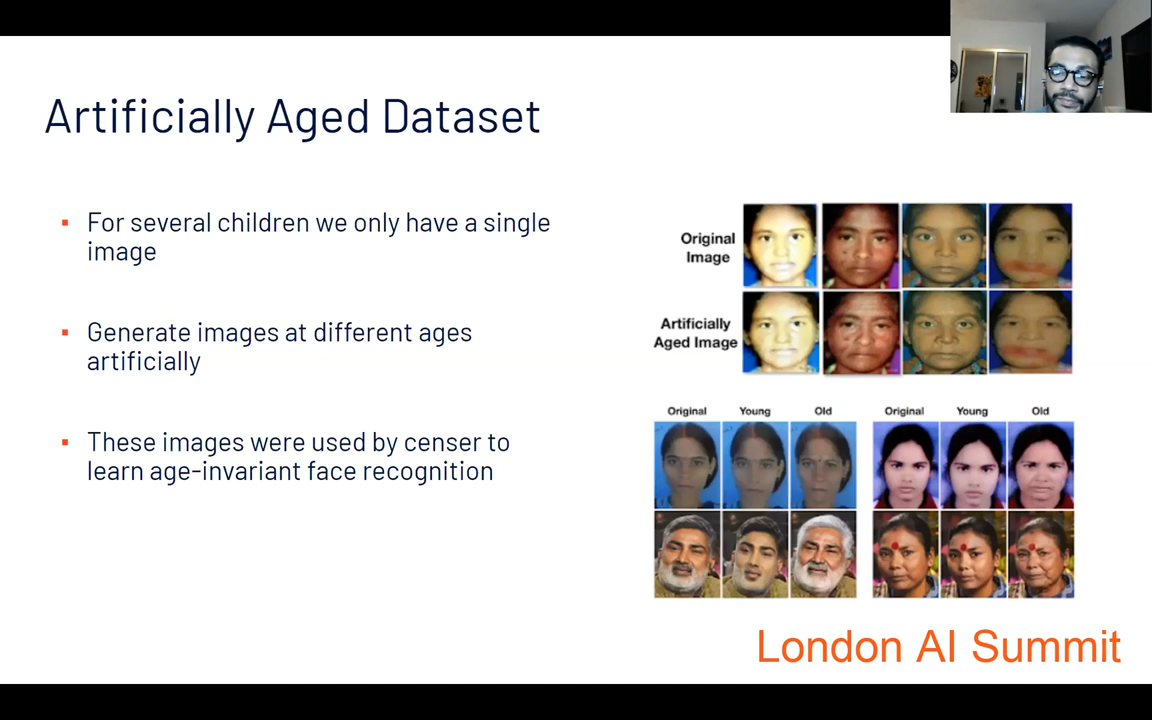 Artificially Aged Dataset
For several children we only have a single
image
Generate images at different ages
artificially
These images were used by censer to
learn age-invariant face recognition
Original
Image
Artificially
Aged Image
Original Young Old
Original Young Old
London AI Summit